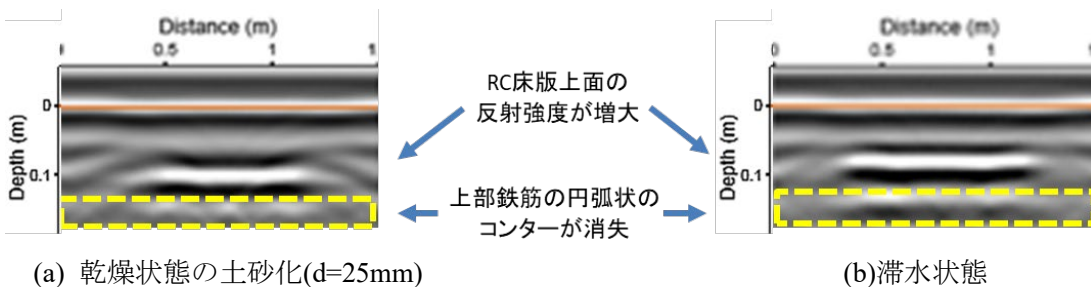 Distance (m)
0.5
1
1.
Depth (m)
0
0.1
RC床版上面の
反射強度が増大
上部鉄筋の円弧状の
コンターが消失
Distance (m)
0.5
1
Depth (m)
0
0.1
(a) 乾燥状態の土砂化(d=25mm)
(b)滞水状態